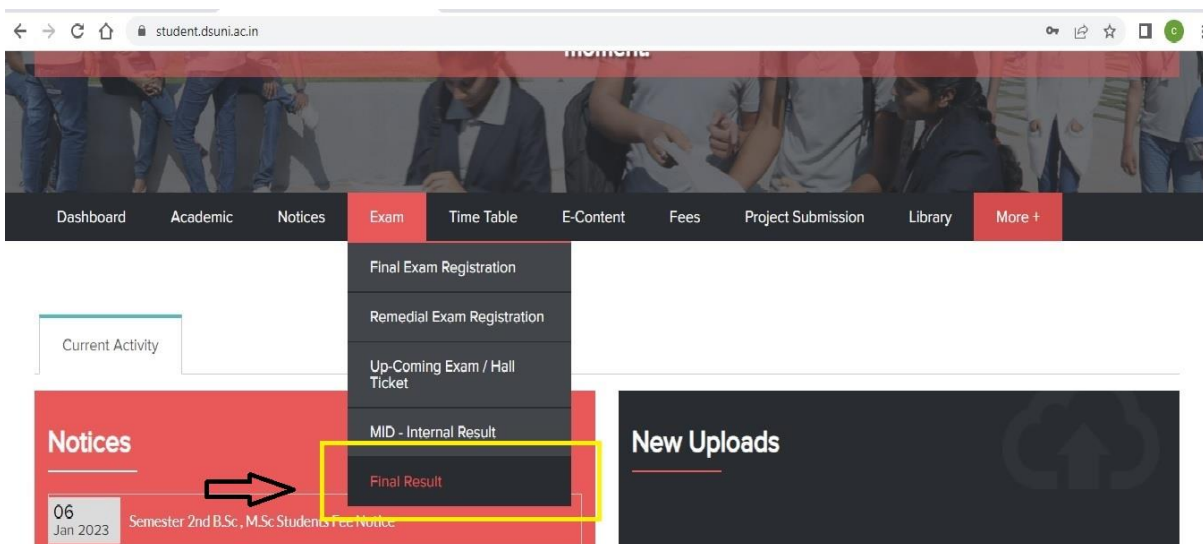 student.dsuni.ac.in
Dashboard Academic Notices Exam Time Table E-Content Fees Project Submission Library More +
Final Exam Registration
Remedial Exam Registration
Up-Coming Exam / Hall
Ticket
MID - Internal Result
Final Result
Current Activity
Notices
06
Jan 2023
Semester 2nd B.Sc , M.Sc Students Fee Notice
New Uploads
C